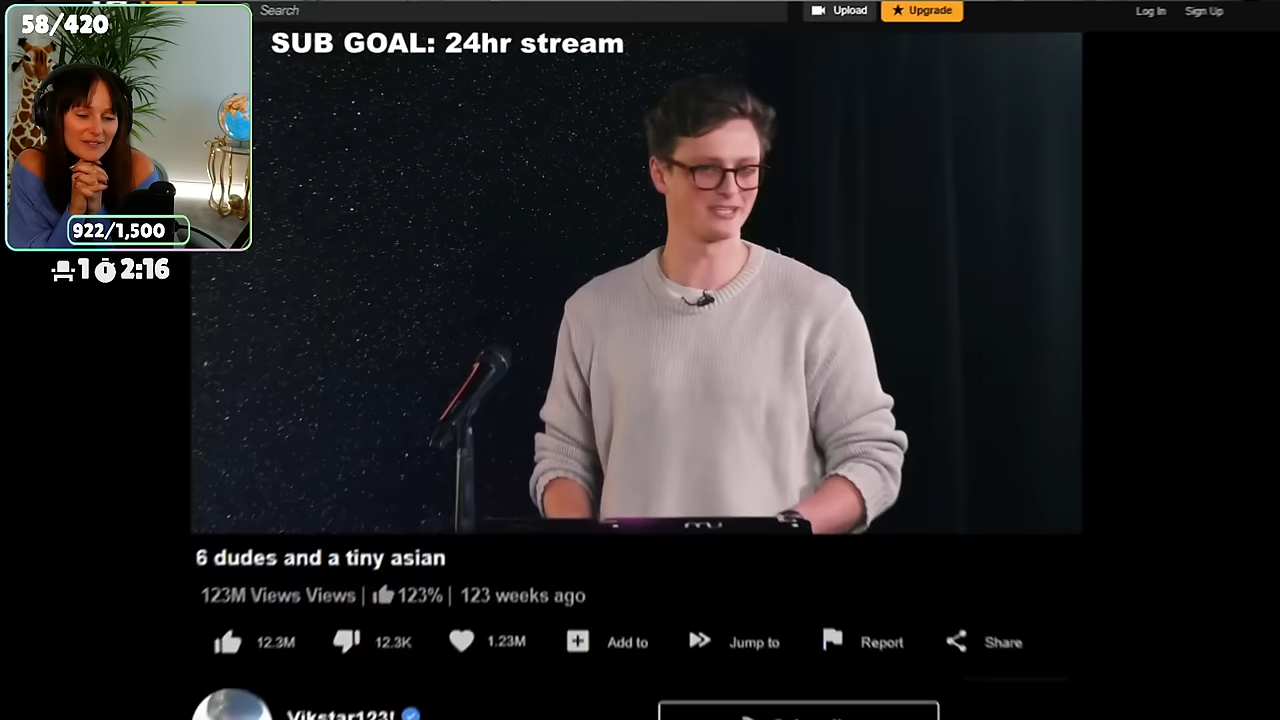 58/420
Search
Upload
Upgrade
Log In
Sign Up
SUB GOAL: 24hr stream
922/1,500
1 2:16
6 dudes and a tiny asian
123M Views Views | 123% | 123 weeks ago
12.3M
12.3K
1.23M
Add to
Jump to
Report
Share
Vikstar123!